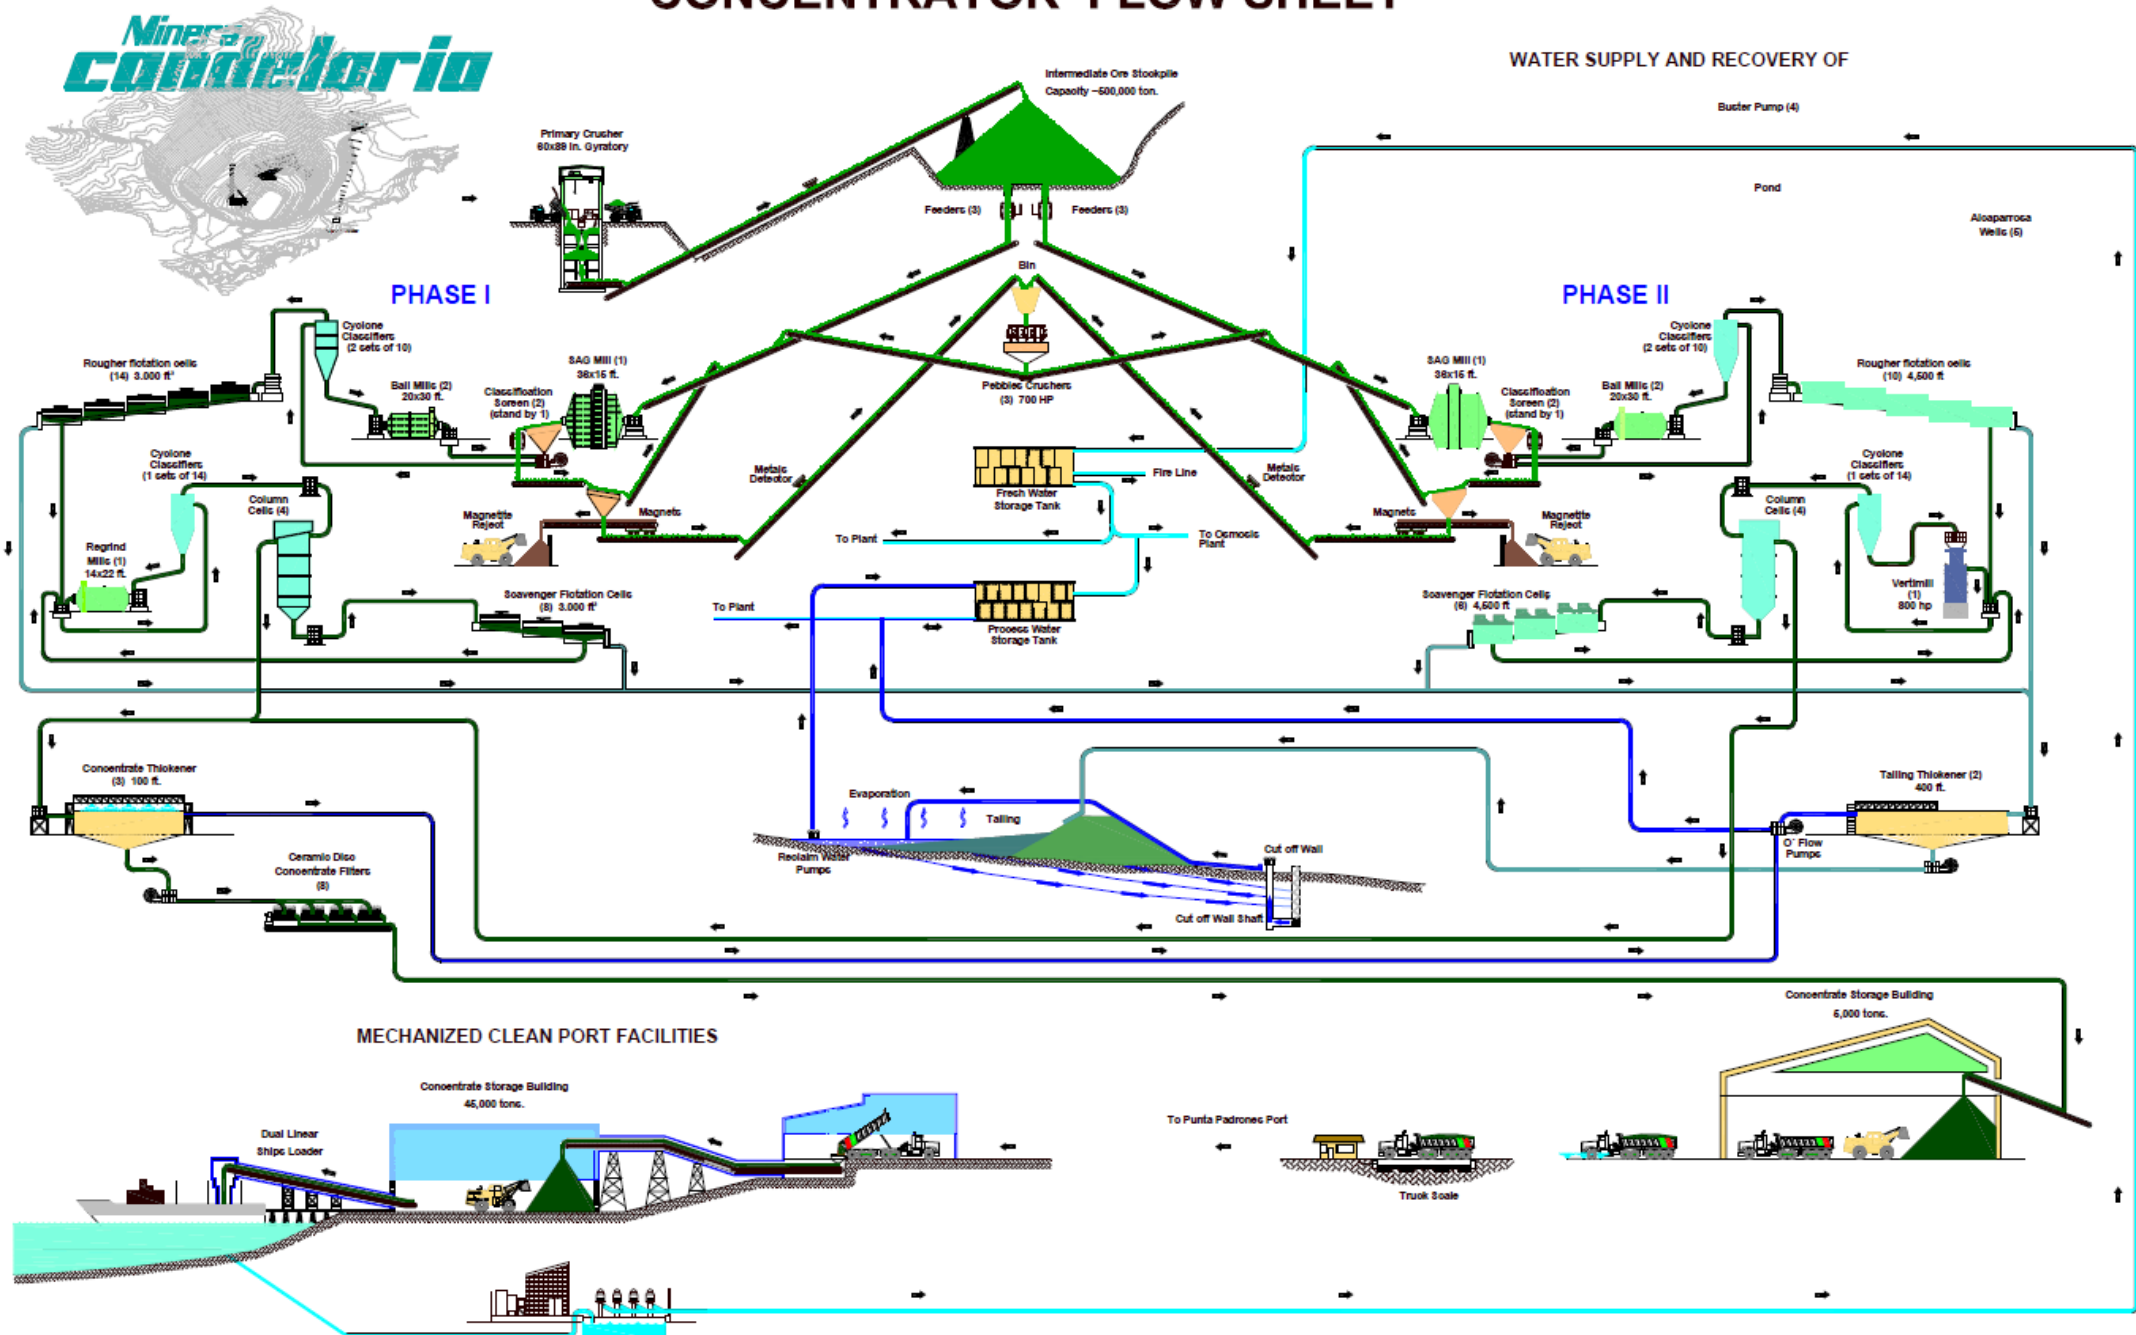 CONCENTRATOR FLOW SHEET
Minera
candelaria
WATER SUPPLY AND RECOVERY OF
Intermediate Ore Stockpile
Capacity ~500,000 ton.
Buster Pump (4)
Primary Crusher
60x89 in. Gyratory
Pond
Feeders (3)
Feeders (3)
Alcaparrosa
Wells (5)
Bin
PHASE I
PHASE II
Cyclone
Classifiers
(2 sets of 10)
Cyclone
Classifiers
(2 sets of 10)
Rougher flotation cells
(14) 3.000 ft³
SAG Mill (1)
36x15 ft.
SAG Mill (1)
36x15 ft.
Rougher flotation cells
(10) 4,500 ft
Ball Mills (2)
20x30 ft.
Classification
Screen (2)
(stand by 1)
Pebbles Crushers
(3) 700 HP
Classification
Screen (2)
(stand by 1)
Ball Mills (2)
20x30 ft.
Cyclone
Classifiers
(1 sets of 14)
Cyclone
Classifiers
(1 sets of 14)
Metals
Detector
Fire Line
Metals
Detector
Column
Cells (4)
Fresh Water
Storage Tank
Column
Cells (4)
Magnetite
Reject
Magnets
Magnets
Magnetite
Reject
To Plant
To Osmosis
Plant
Regrind
Mills (1)
14x22 ft.
Vertimill
(1)
800 hp
Scavenger Flotation Cells
(8) 3.000 ft³
Scavenger Flotation Cells
(6) 4,500 ft
To Plant
Process Water
Storage Tank
Concentrate Thickener
(3) 100 ft.
Tailing Thickener (2)
400 ft.
Evaporation
Tailing
Reclaim Water
Pumps
Cut off Wall
O' Flow
Pumps
Ceramic Disc
Concentrate Filters
(8)
Cut off Wall Shaft
Concentrate Storage Building
5,000 tons.
MECHANIZED CLEAN PORT FACILITIES
Concentrate Storage Building
45,000 tons.
To Punta Padrones Port
Dual Linear
Ships Loader
Truck Scale